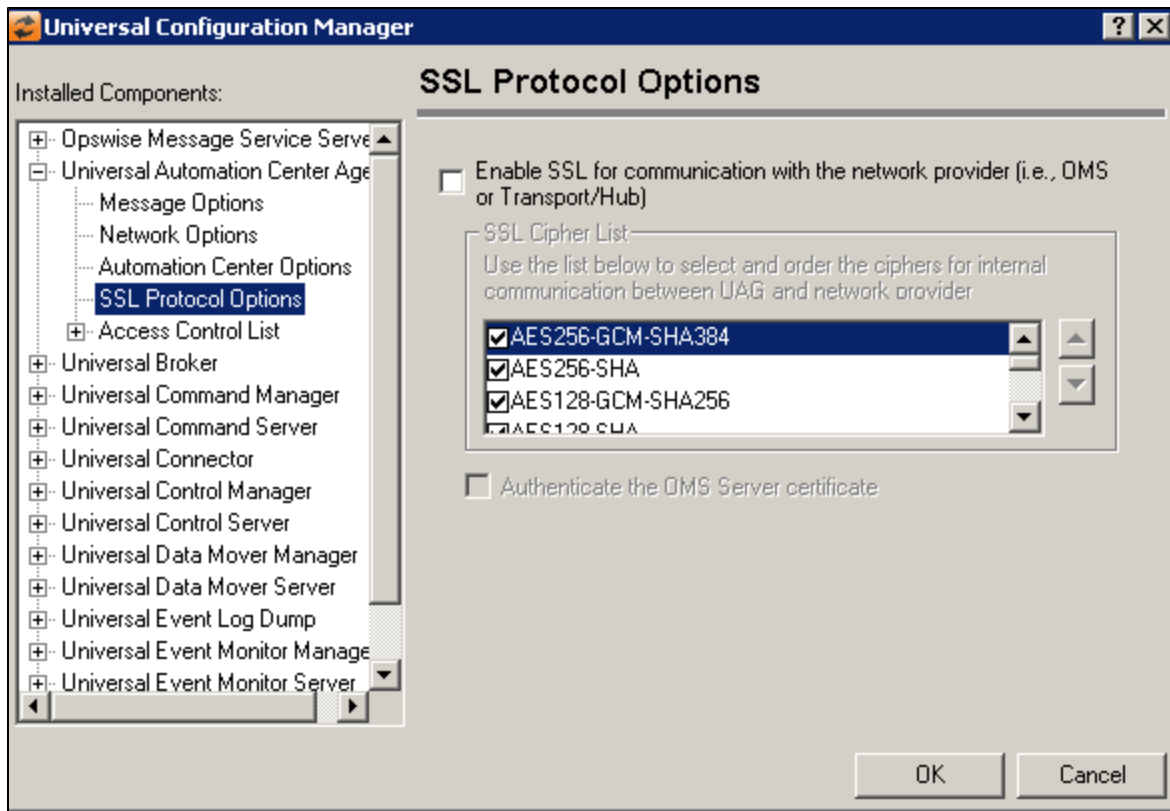 Universal Configuration Manager
Installed Components:
Opswise Message Service Serve
Universal Automation Center Age
Message Options
Network Options
Automation Center Options
SSL Protocol Options
Access Control List
Universal Broker
Universal Command Manager
Universal Command Server
Universal Connector
Universal Control Manager
Universal Control Server
Universal Data Mover Manager
Universal Data Mover Server
Universal Event Log Dump
Universal Event Monitor Manage
Universal Event Monitor Server
SSL Protocol Options
Enable SSL for communication with the network provider (i.e., OMS
or Transport/Hub)
SSL Cipher List
Use the list below to select and order the ciphers for internal
communication between UAG and network provider
AES256-GCM-SHA384
AES256-SHA
AES128-GCM-SHA256
AES128-SHA
Authenticate the OMS Server certificate
OK
Cancel